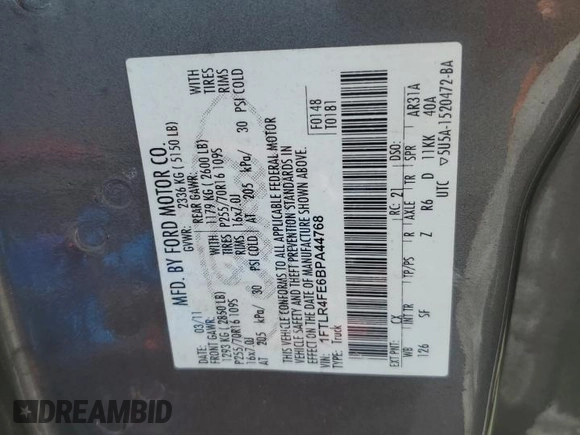 MFD. BY FORD MOTOR CO.
DATE: 03/11 GVWR: 2336 KG ( 5150 LB)
FRONT GAWR: REAR GAWR:
1293 KG ( 2850 LB) WITH 1179 KG ( 2600 LB) WITH
P255/70R16 109S TIRES P255/70R16 109S TIRES
16x7.0J RIMS 16x7.0J RIMS
AT 205 kPa/ 30 PSI COLD AT 205 kPa/ 30 PSI COLD
THIS VEHICLE CONFORMS TO ALL APPLICABLE FEDERAL MOTOR
VEHICLE SAFETY AND THEFT PREVENTION STANDARDS IN
EFFECT ON THE DATE OF MANUFACTURE SHOWN ABOVE.
VIN: 1FTLR4FE6BPA44768
TYPE: Truck
F0148
T0181
EXT PNT: CX RC: 21 DSO:
WB INT TR TP/PS R AXLE TR SPR AR31A
126 SF Z R6 D 11KK 40A
UTC 5U5A-1520472-BA
DREAMBID